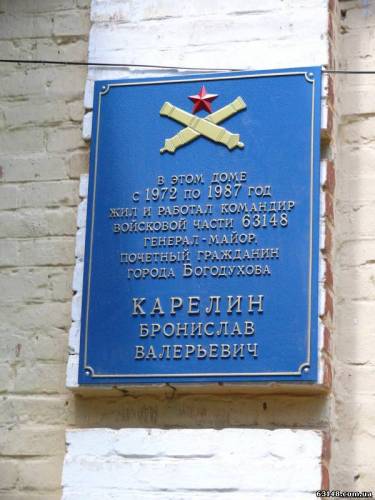 В ЭТОМ ДОМЕ
С 1972 ПО 1987 ГОД
ЖИЛ И РАБОТАЛ КОМАНДИР
ВОЙСКОВОЙ ЧАСТИ 63148
ГЕНЕРАЛ-МАЙОР,
ПОЧЕТНЫЙ ГРАЖДАНИН
ГОРОДА БОГОДУХОВА
КАРЕЛИН
БРОНИСЛАВ
ВАЛЕРЬЕВИЧ
63148.com.ua